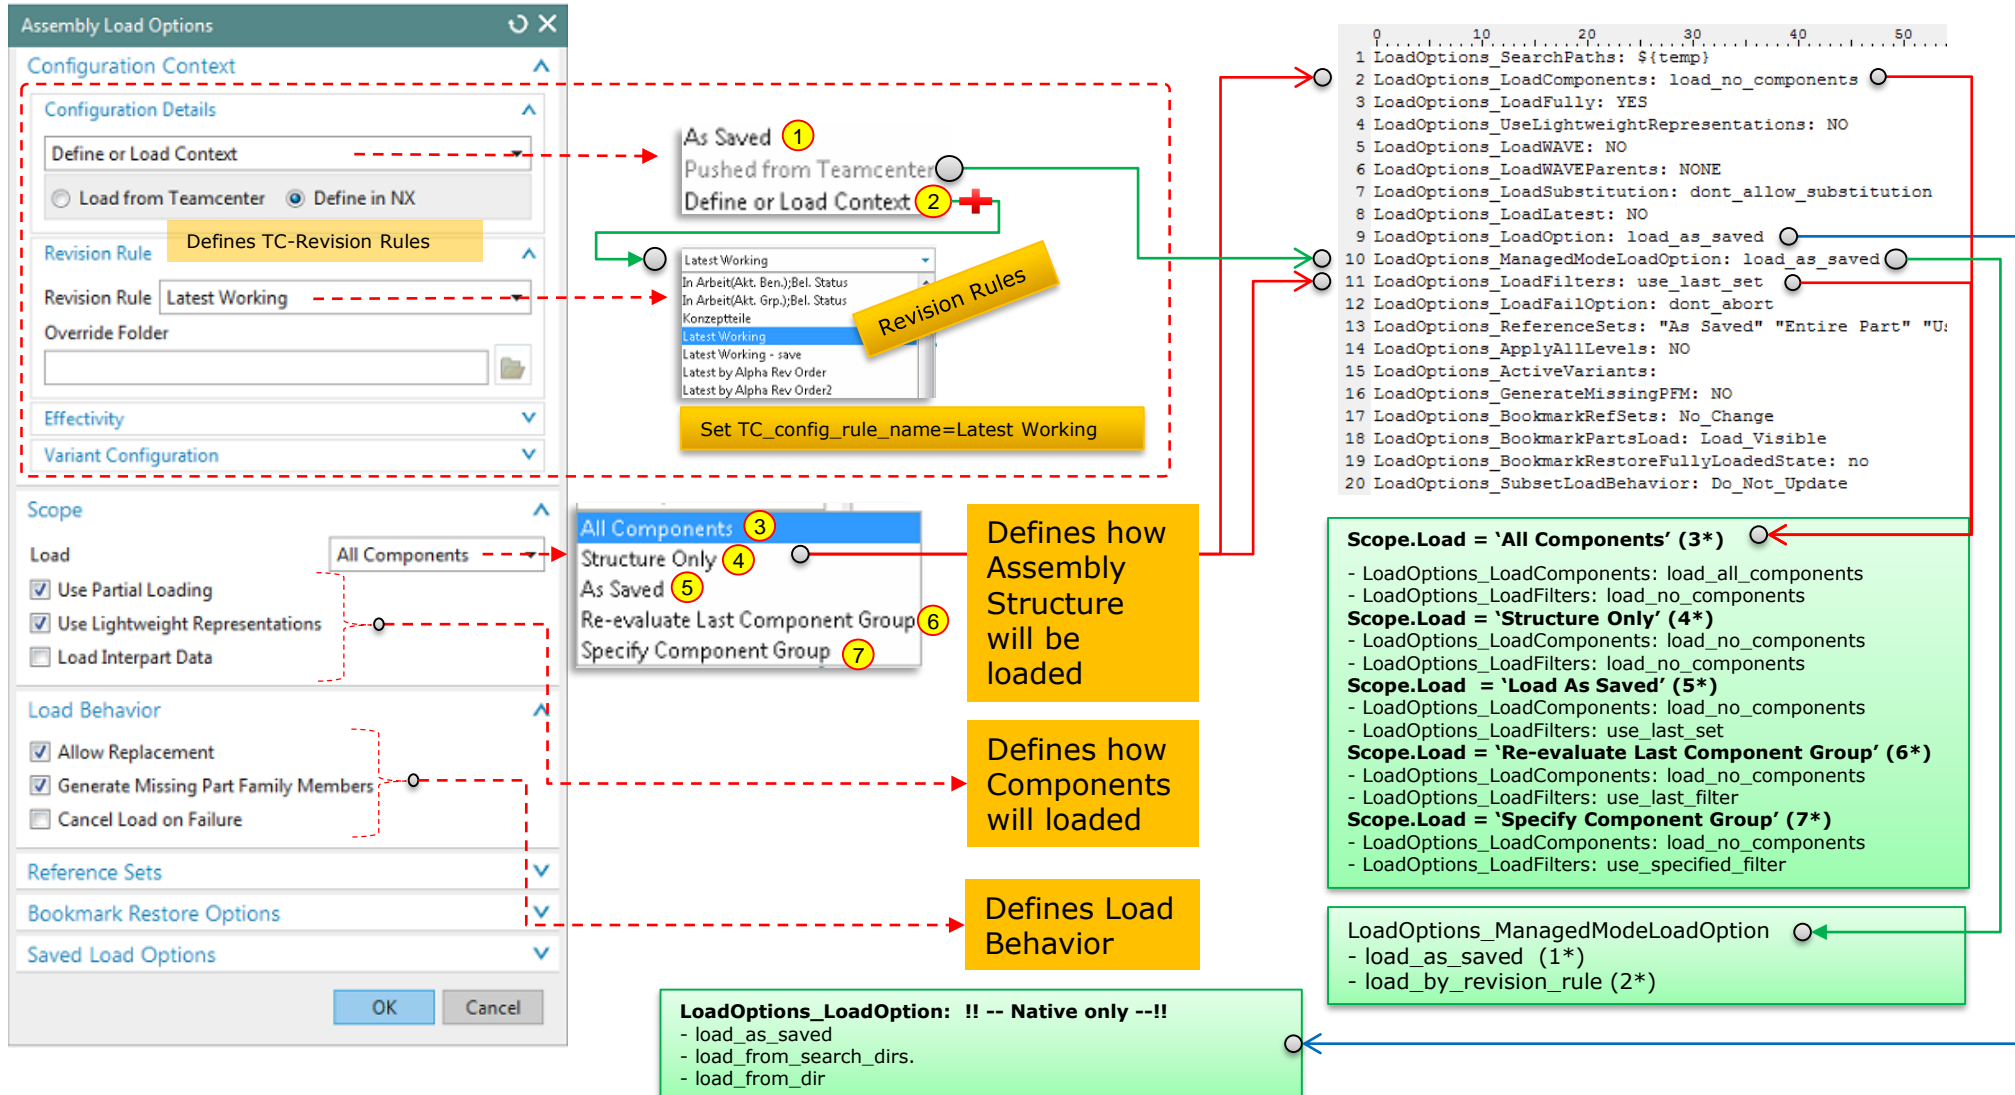 Assembly Load Options
Configuration Context
Configuration Details
Define or Load Context
Load from Teamcenter
Define in NX
Defines TC-Revision Rules
Revision Rule
Revision Rule
Latest Working
Override Folder
Effectivity
Variant Configuration
Scope
Load
All Components
Use Partial Loading
Use Lightweight Representations
Load Interpart Data
Load Behavior
Allow Replacement
Generate Missing Part Family Members
Cancel Load on Failure
Reference Sets
Bookmark Restore Options
Saved Load Options
OK
Cancel
As Saved 1
Pushed from Teamcenter
Define or Load Context 2
Latest Working
In Arbeit(Akt. Ben.);Bel. Status
In Arbeit(Akt. Grp.);Bel. Status
Konzeptteile
Latest Working
Latest Working - save
Latest by Alpha Rev Order
Latest by Alpha Rev Order2
Revision Rules
Set TC_config_rule_name=Latest Working
All Components 3
Structure Only 4
As Saved 5
Re-evaluate Last Component Group 6
Specify Component Group 7
Defines how
Assembly
Structure
will be
loaded
Defines how
Components
will loaded
Defines Load
Behavior
0 10 20 30 40 50
1 LoadOptions_SearchPaths: ${temp}
2 LoadOptions_LoadComponents: load_no_components
3 LoadOptions_LoadFully: YES
4 LoadOptions_UseLightweightRepresentations: NO
5 LoadOptions_LoadWAVE: NO
6 LoadOptions_LoadWAVEParents: NONE
7 LoadOptions_LoadSubstitution: dont_allow_substitution
8 LoadOptions_LoadLatest: NO
9 LoadOptions_LoadOption: load_as_saved
10 LoadOptions_ManagedModeLoadOption: load_as_saved
11 LoadOptions_LoadFilters: use_last_set
12 LoadOptions_LoadFailOption: dont_abort
13 LoadOptions_ReferenceSets: "As Saved" "Entire Part"
14 LoadOptions_ApplyAllLevels: NO
15 LoadOptions_ActiveVariants:
16 LoadOptions_GenerateMissingPFM: NO
17 LoadOptions_BookmarkRefSets: No_Change
18 LoadOptions_BookmarkPartsLoad: Load_Visible
19 LoadOptions_BookmarkRestoreFullyLoadedState: no
20 LoadOptions_SubsetLoadBehavior: Do_Not_Update
Scope.Load = ‘All Components’ (3*)
- LoadOptions_LoadComponents: load_all_components
- LoadOptions_LoadFilters: load_no_components
Scope.Load = ‘Structure Only’ (4*)
- LoadOptions_LoadComponents: load_no_components
- LoadOptions_LoadFilters: load_no_components
Scope.Load = ‘Load As Saved’ (5*)
- LoadOptions_LoadComponents: load_no_components
- LoadOptions_LoadFilters: use_last_set
Scope.Load = ‘Re-evaluate Last Component Group’ (6*)
- LoadOptions_LoadComponents: load_no_components
- LoadOptions_LoadFilters: use_last_filter
Scope.Load = ‘Specify Component Group’ (7*)
- LoadOptions_LoadComponents: load_no_components
- LoadOptions_LoadFilters: use_specified_filter
LoadOptions_ManagedModeLoadOption
- load_as_saved (1*)
- load_by_revision_rule (2*)
LoadOptions_LoadOption: !! -- Native only --!!
- load_as_saved
- load_from_search_dirs.
- load_from_dir